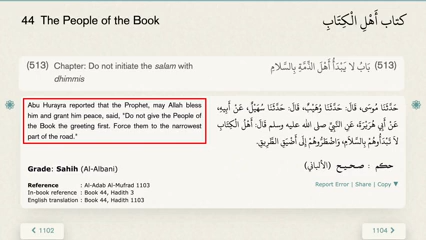 44 The People of the Book
كتاب أَهْلِ الْكِتَابِ
(513) Chapter: Do not initiate the salam with
dhimmis
(513) بَابُ لا يَبْدَأُ أَهْلَ الذِّمَّةِ بِالسَّلامِ
Abu Hurayra reported that the Prophet, may Allah bless
him and grant him peace, said, "Do not give the People of
the Book the greeting first. Force them to the narrowest
part of the road."
حَدَّثَنَا مُوسَى، قَالَ: حَدَّثَنَا وُهَيْبٌ، قَالَ: حَدَّثَنَا سُهَيْلٌ، عَنْ أَبِيهِ،
عَنْ أَبِي هُرَيْرَةَ، عَنِ النَّبِيِّ صلى الله عليه وسلم قَالَ: أَهْلُ الْكِتَابِ
لاَ تَبْدَأُوهُمْ بِالسَّلاَمِ، وَاضْطَرُّوهُمْ إِلَى أَضْيَقِ الطَّرِيقِ.
Grade: Sahih (Al-Albani)
حكم : صحيح (الألباني)
Reference : Al-Adab Al-Mufrad 1103
In-book reference : Book 44, Hadith 3
English translation : Book 44, Hadith 1103
Report Error | Share | Copy ▼
1102
1104